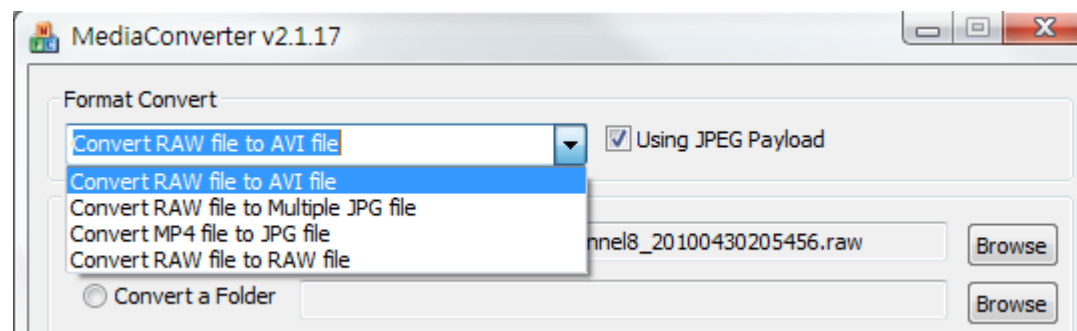 MediaConverter v2.1.17
Format Convert
Convert RAW file to AVI file
Using JPEG Payload
Convert RAW file to AVI file
Convert RAW file to Multiple JPG file
Convert MP4 file to JPG file
Convert RAW file to RAW file
nnel8_20100430205456.raw
Browse
Convert a Folder
Browse